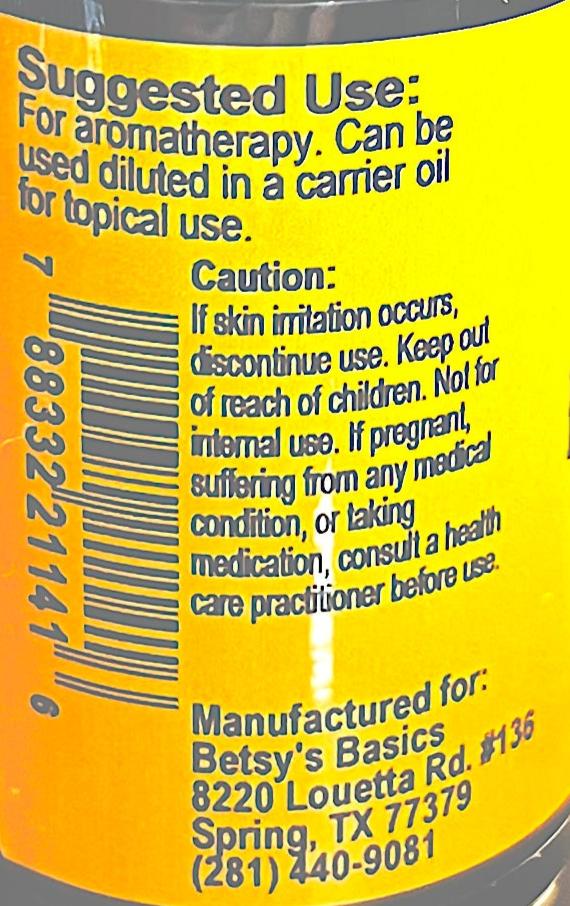 Suggested Use:
For aromatherapy. Can be
used diluted in a carrier oil
for topical use.
Caution:
If skin irritation occurs,
discontinue use. Keep out
of reach of children. Not for
internal use. If pregnant,
suffering from any medical
condition, or taking
medication, consult a health
care practitioner before use.
7 88332 21141 6
Manufactured for:
Betsy's Basics
8220 Louetta Rd. #136
Spring, TX 77379
(281) 440-9081